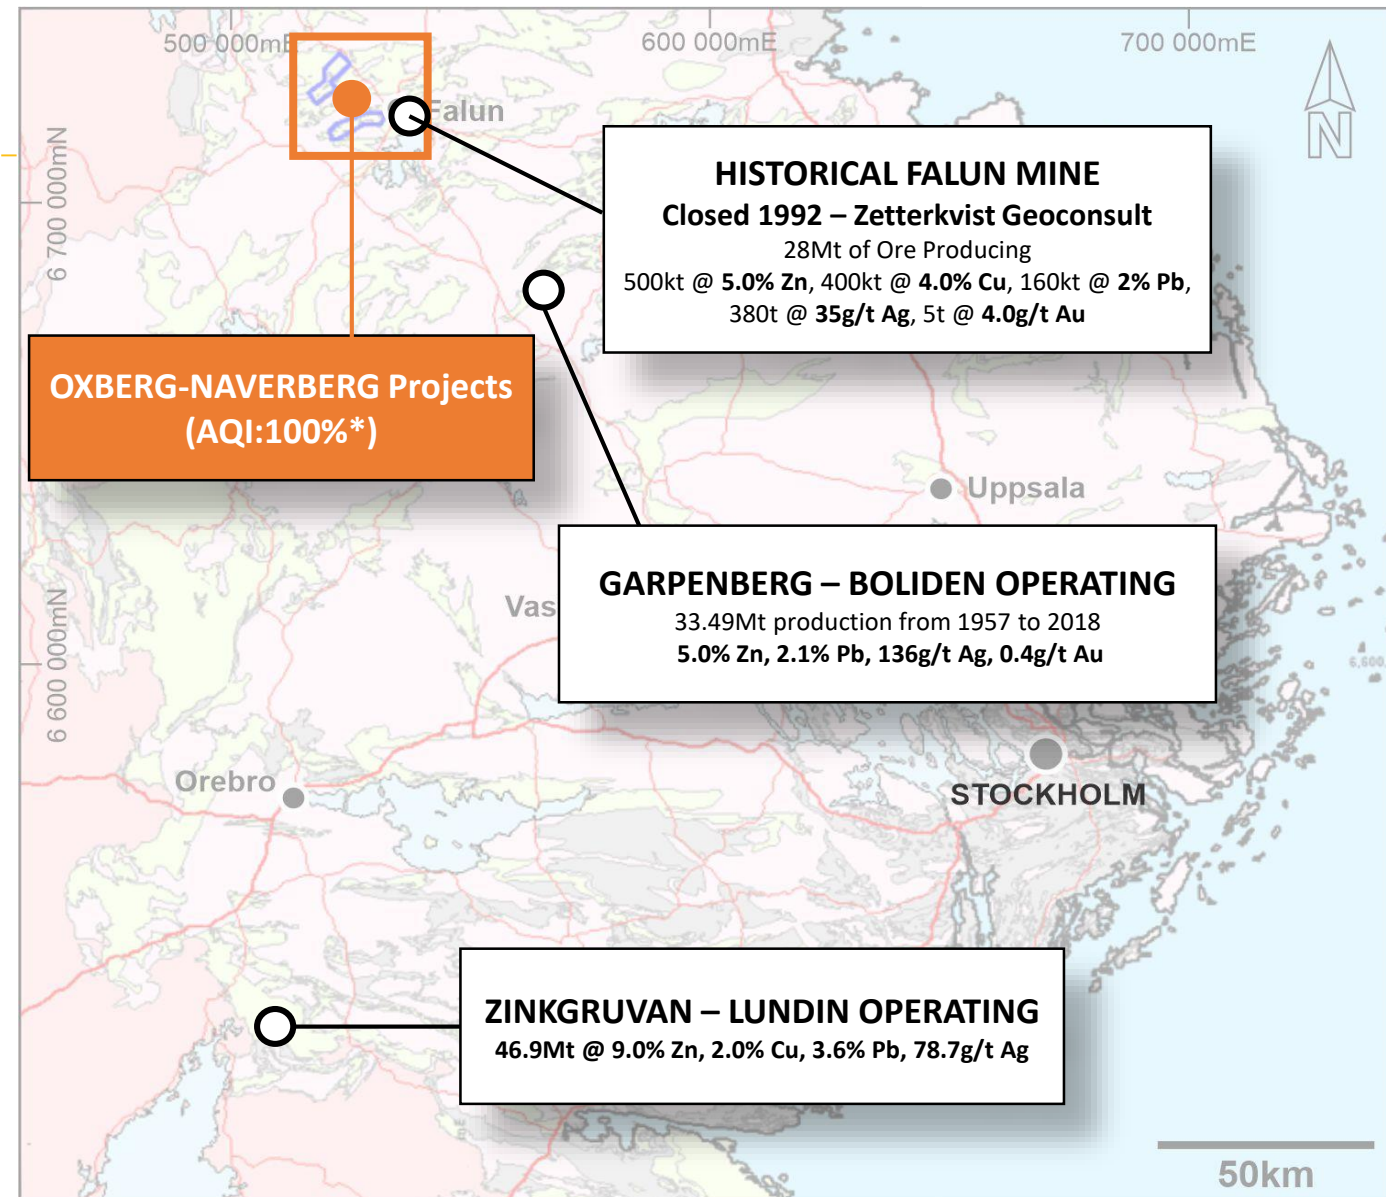 500 000mE
600 000mE
700 000mE
Falun
N
6 700 000mN
HISTORICAL FALUN MINE
Closed 1992 – Zetterkvist Geoconsult
28Mt of Ore Producing
500kt @ 5.0% Zn, 400kt @ 4.0% Cu, 160kt @ 2% Pb,
380t @ 35g/t Ag, 5t @ 4.0g/t Au
OXBERG-NAVERBERG Projects
(AQI:100%*)
Uppsala
GARPENBERG – BOLIDEN OPERATING
33.49Mt production from 1957 to 2018
5.0% Zn, 2.1% Pb, 136g/t Ag, 0.4g/t Au
Vas
6 600 000mN
Orebro
STOCKHOLM
ZINKGRUVAN – LUNDIN OPERATING
46.9Mt @ 9.0% Zn, 2.0% Cu, 3.6% Pb, 78.7g/t Ag
50km